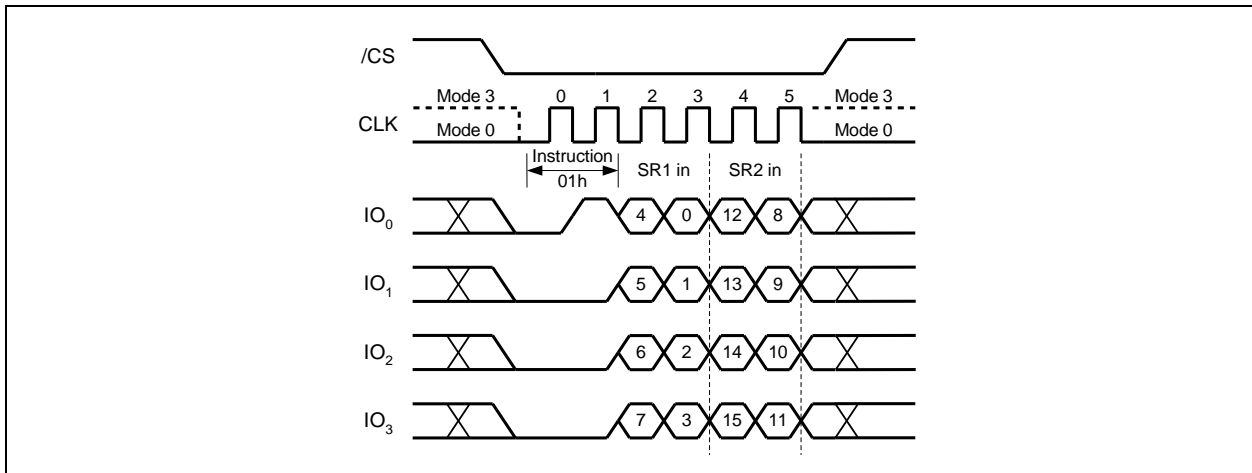 /CS
Mode 3 0 1 2 3 4 5 Mode 3
CLK
Mode 0 Mode 0
Instruction SR1 in SR2 in
01h
IO0 4 0 12 8
IO1 5 1 13 9
IO2 6 2 14 10
IO3 7 3 15 11